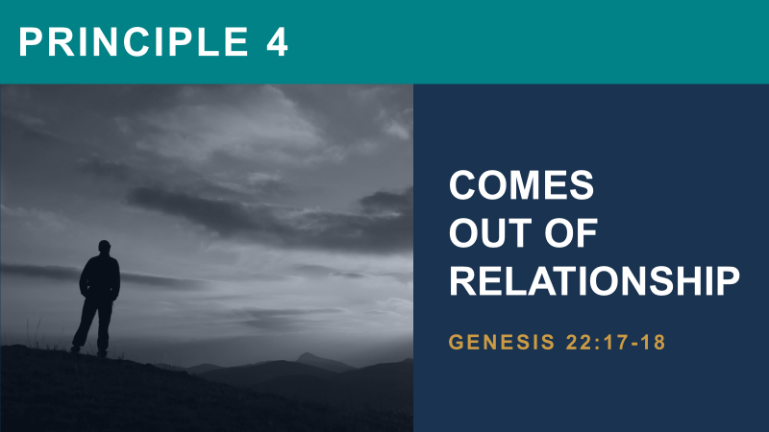 PRINCIPLE 4
COMES
OUT OF
RELATIONSHIP
GENESIS 22:17-18